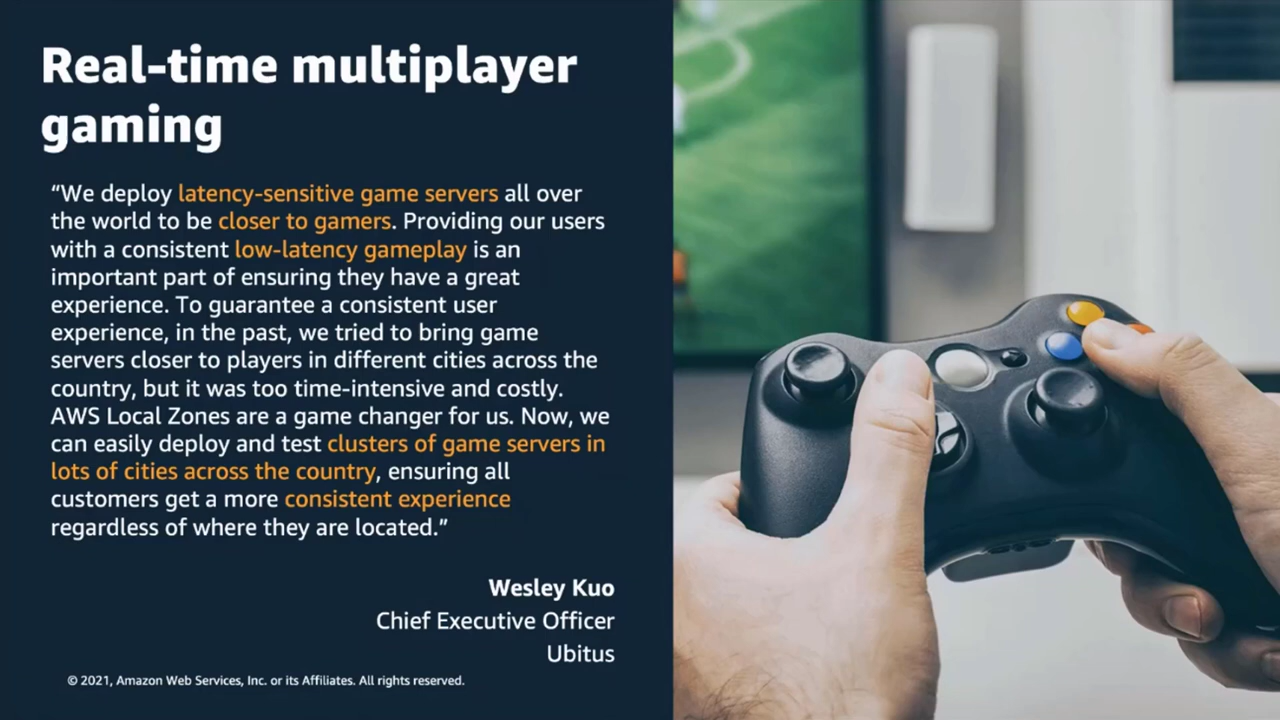 Real-time multiplayer
gaming
“We deploy latency-sensitive game servers all over
the world to be closer to gamers. Providing our users
with a consistent low-latency gameplay is an
important part of ensuring they have a great
experience. To guarantee a consistent user
experience, in the past, we tried to bring game
servers closer to players in different cities across the
country, but it was too time-intensive and costly.
AWS Local Zones are a game changer for us. Now, we
can easily deploy and test clusters of game servers in
lots of cities across the country, ensuring all
customers get a more consistent experience
regardless of where they are located.”
Wesley Kuo
Chief Executive Officer
Ubitus
© 2021, Amazon Web Services, Inc. or its Affiliates. All rights reserved.